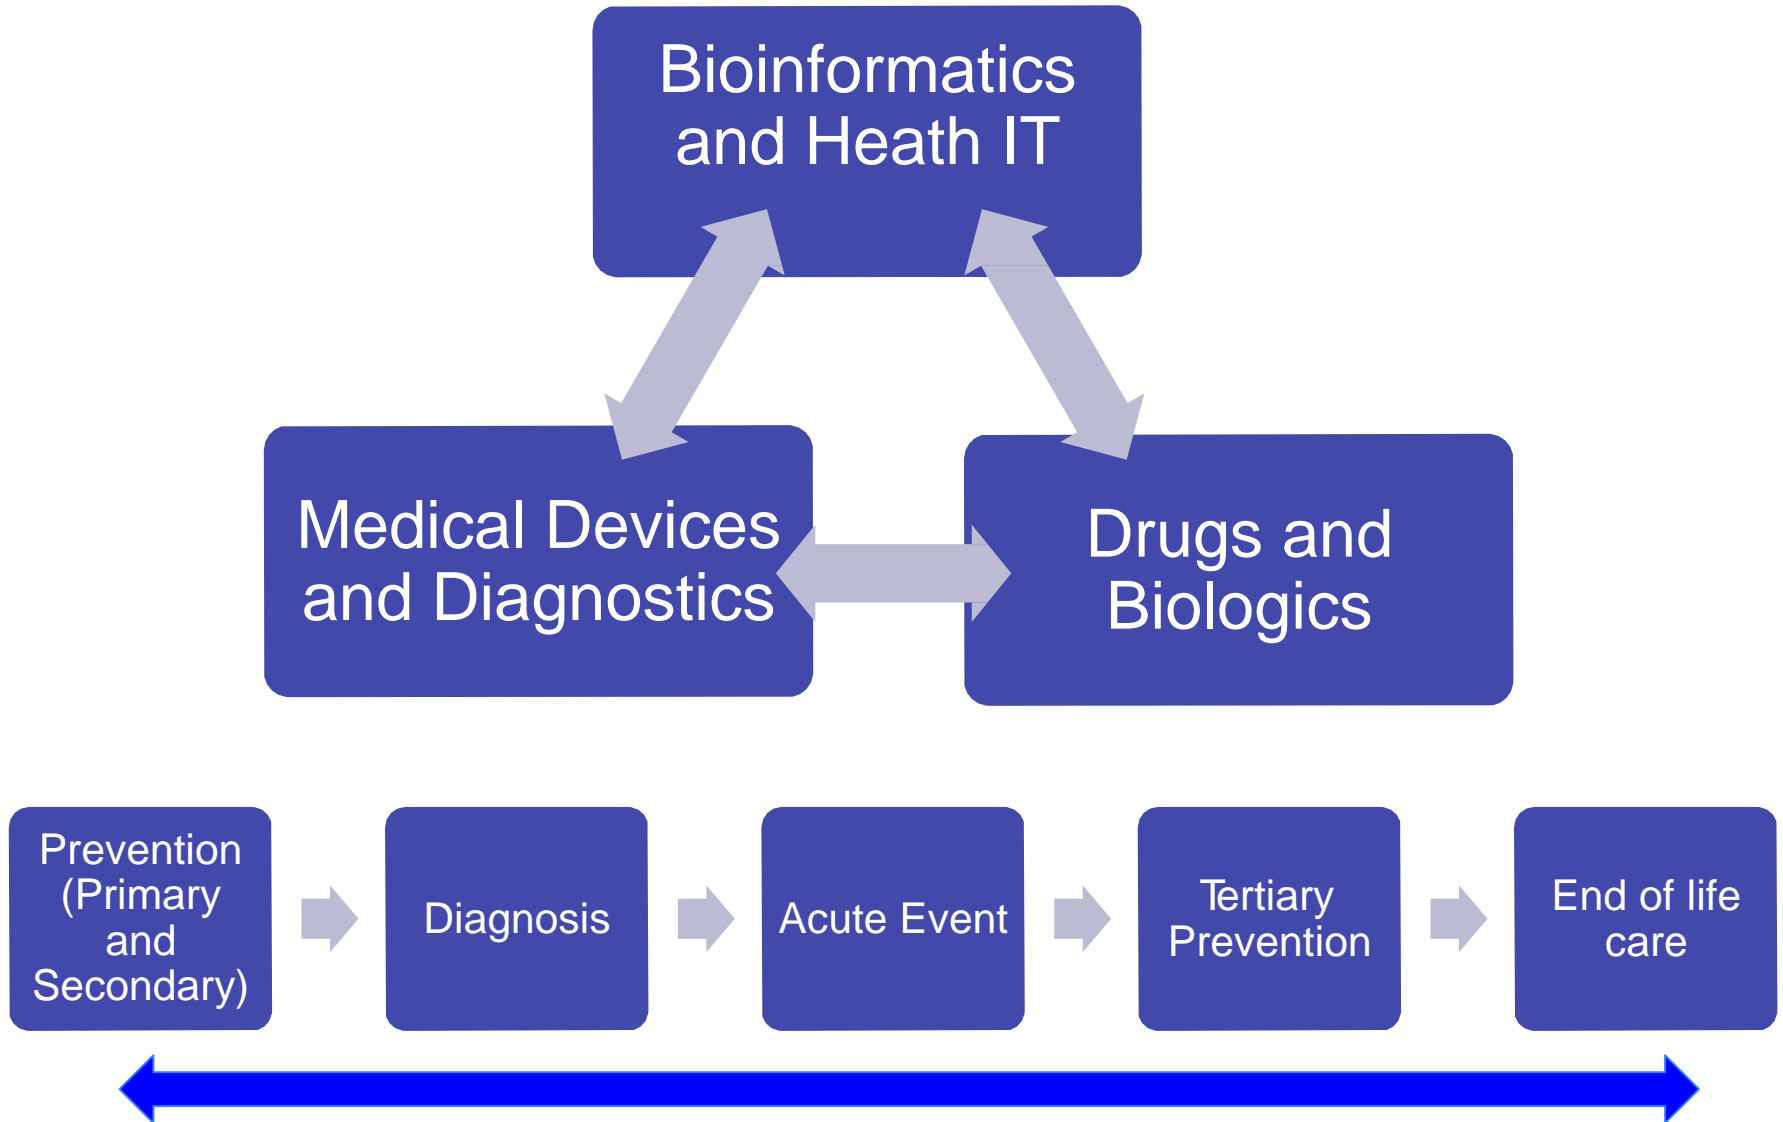 Bioinformatics
and Heath IT
Medical Devices
and Diagnostics
Drugs and
Biologics
Prevention
(Primary
and
Secondary)
Diagnosis
Acute Event
Tertiary
Prevention
End of life
care